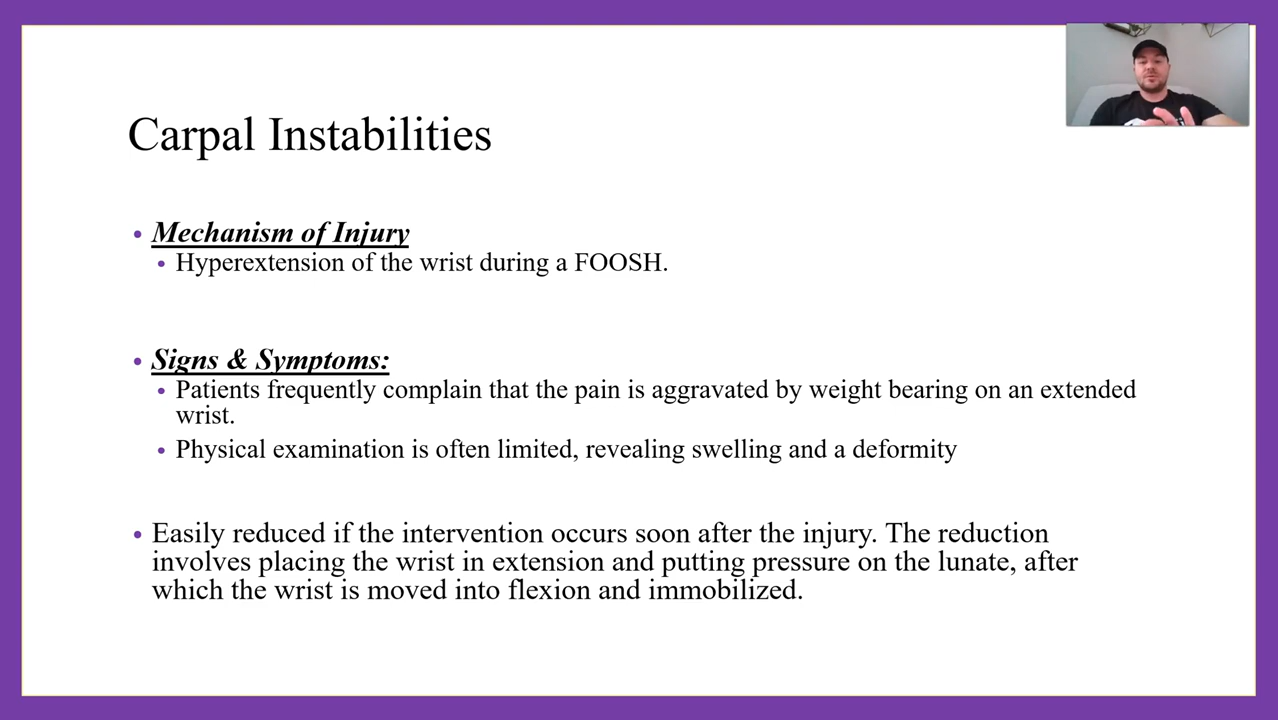 Carpal Instabilities
• Mechanism of Injury
• Hyperextension of the wrist during a FOOSH.
• Signs & Symptoms:
• Patients frequently complain that the pain is aggravated by weight bearing on an extended
wrist.
• Physical examination is often limited, revealing swelling and a deformity
• Easily reduced if the intervention occurs soon after the injury. The reduction
involves placing the wrist in extension and putting pressure on the lunate, after
which the wrist is moved into flexion and immobilized.